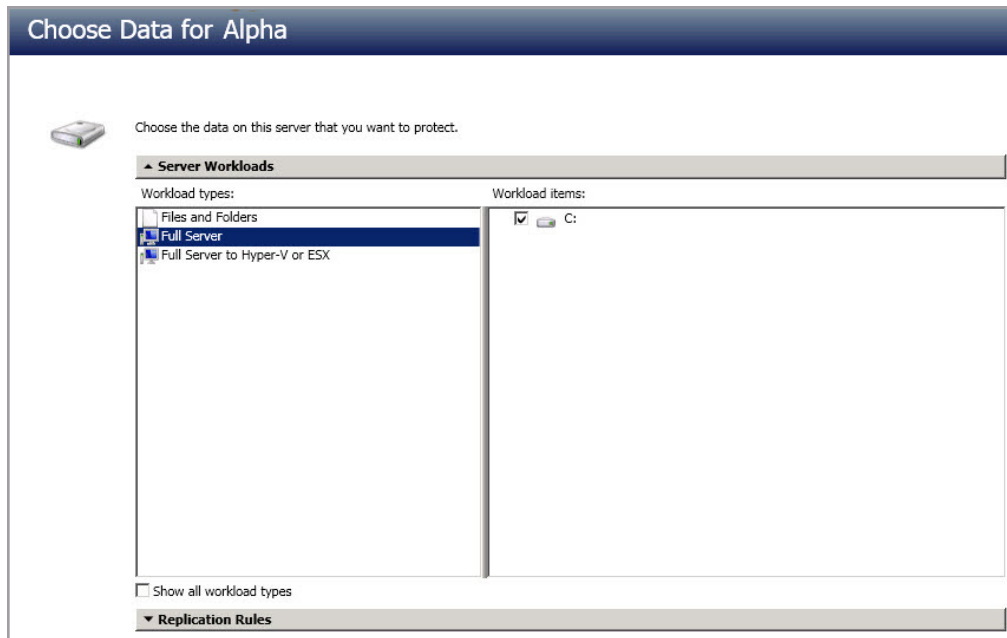 Choose Data for Alpha
Choose the data on this server that you want to protect.
Server Workloads
Workload types:
Workload items:
Files and Folders
C:
Full Server
Full Server to Hyper-V or ESX
Show all workload types
Replication Rules